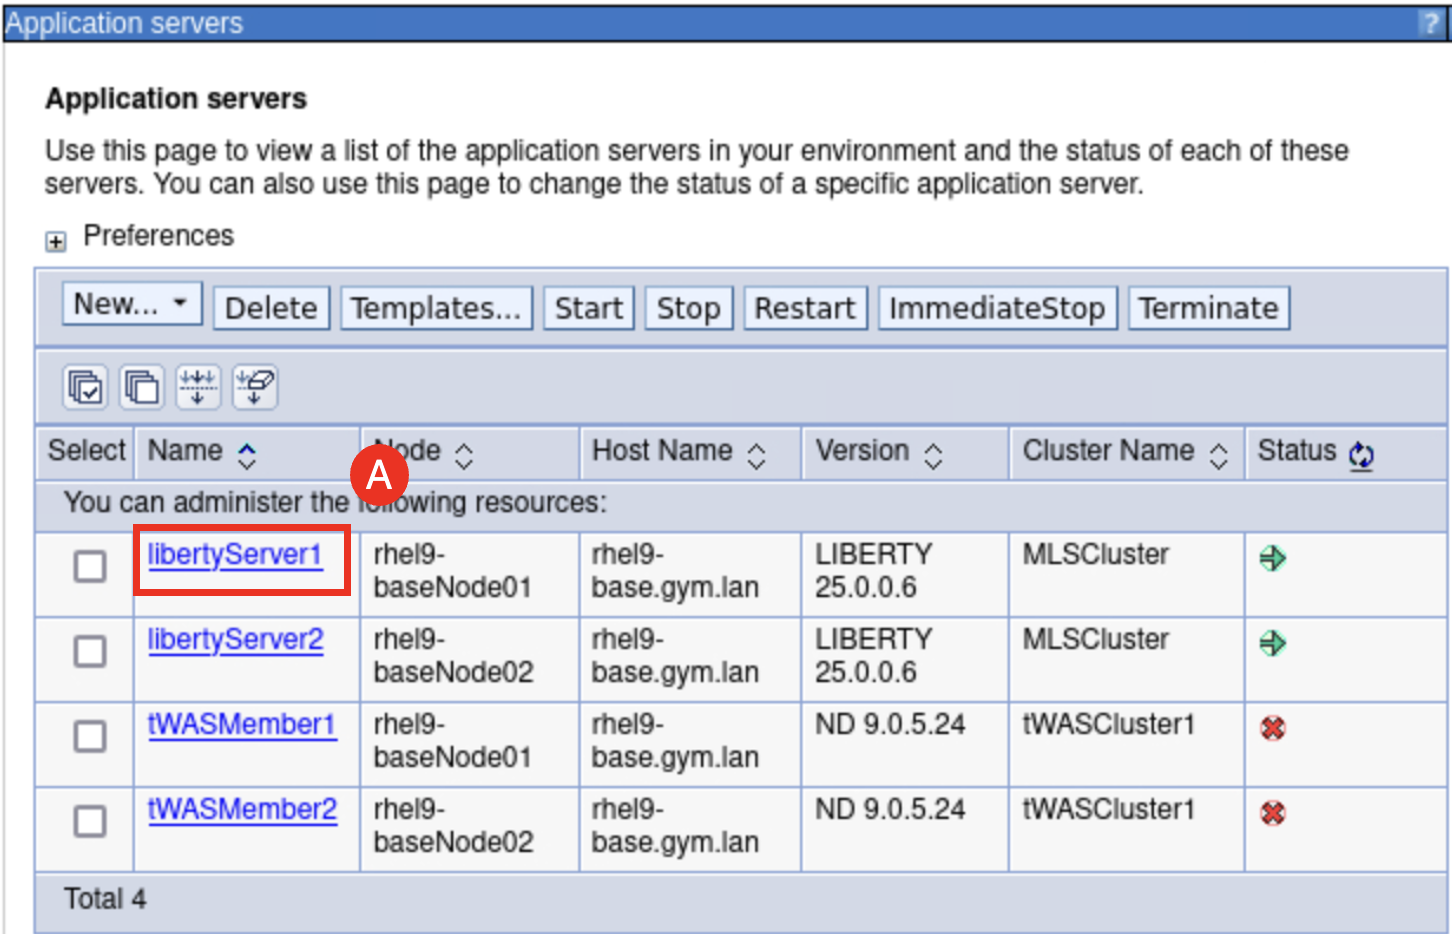 Application servers ?
Application servers
Use this page to view a list of the application servers in your environment and the status of each of these
servers. You can also use this page to change the status of a specific application server.
Preferences
New... Delete Templates... Start Stop Restart ImmediateStop Terminate
Select Name Node Host Name Version Cluster Name Status
A
You can administer the following resources:
libertyServer1 rhel9- rhel9- LIBERTY MLSCluster
baseNode01 base.gym.lan 25.0.0.6
libertyServer2 rhel9- rhel9- LIBERTY MLSCluster
baseNode02 base.gym.lan 25.0.0.6
tWASMember1 rhel9- rhel9- ND 9.0.5.24 tWASCluster1
baseNode01 base.gym.lan
tWASMember2 rhel9- rhel9- ND 9.0.5.24 tWASCluster1
baseNode02 base.gym.lan
Total 4